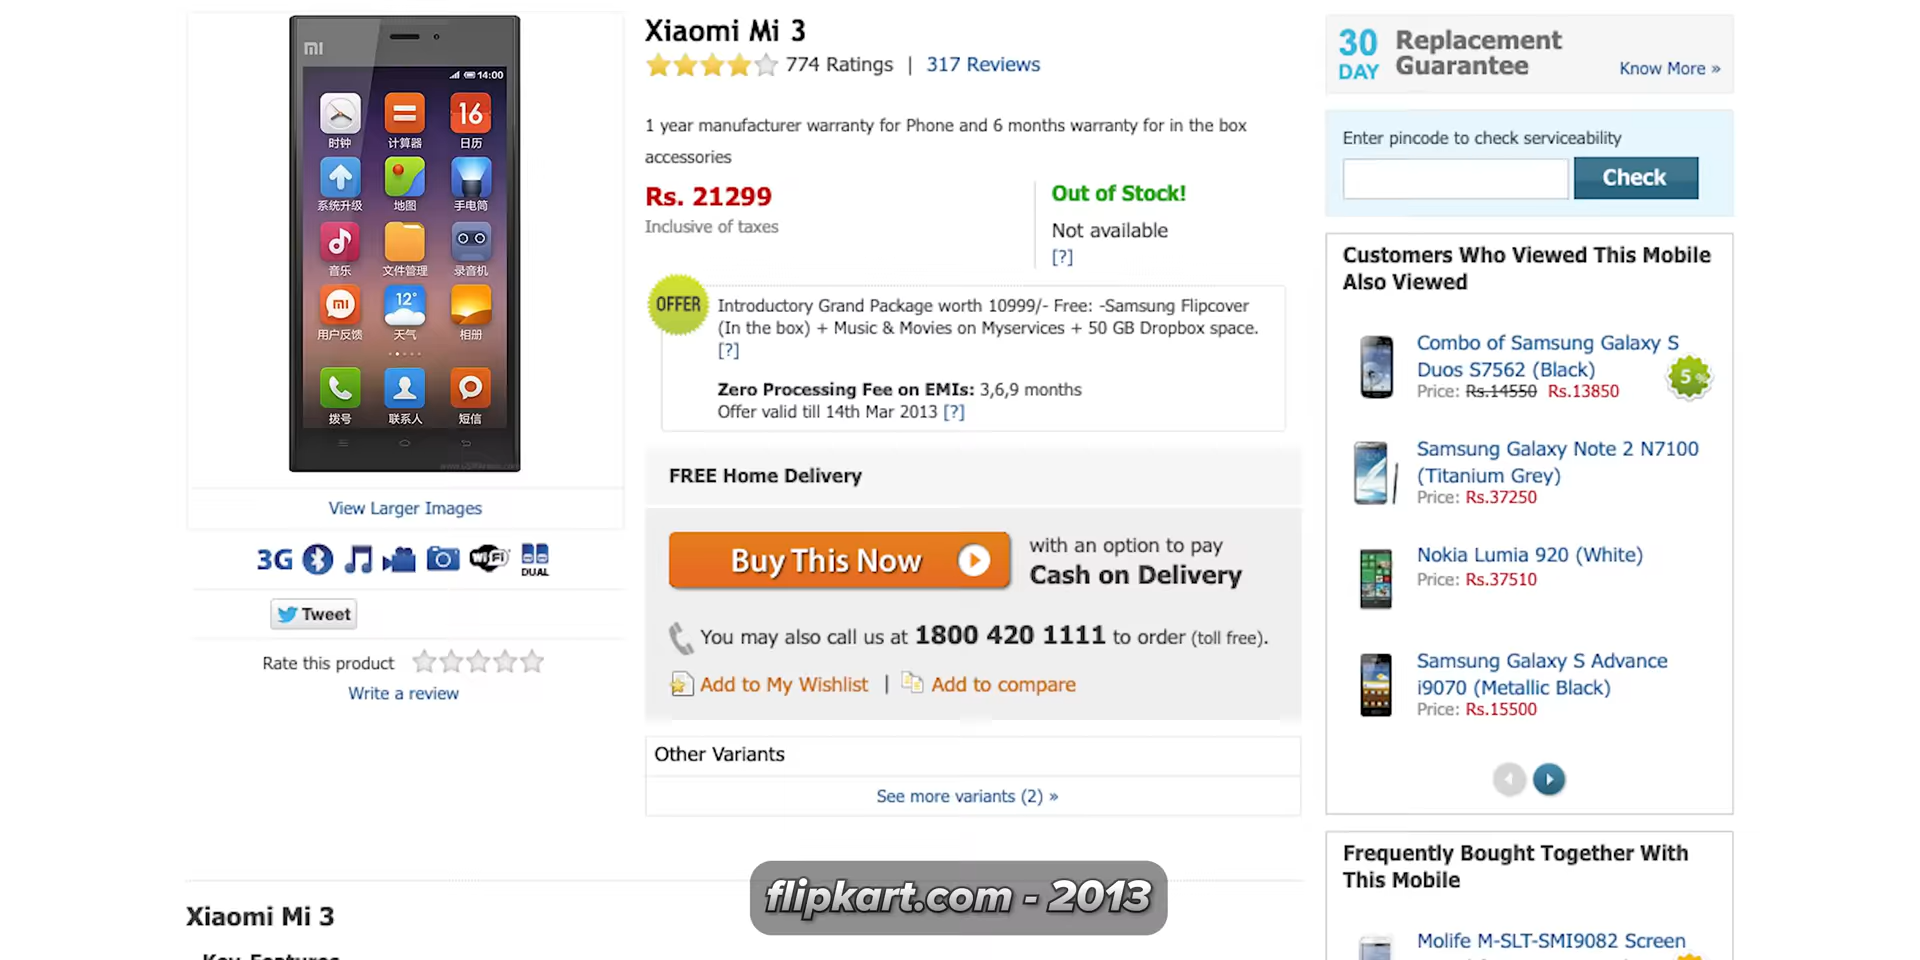 mi
14:00
16
时钟
计算器
日历
系统升级
地图
手电筒
音乐
文件管理
录音机
mi
12°
用户反馈
天气
相册
拨号
联系人
短信
View Larger Images
3G
WiFi
DUAL
Tweet
Rate this product
Write a review
Xiaomi Mi 3
774 Ratings | 317 Reviews
1 year manufacturer warranty for Phone and 6 months warranty for in the box
accessories
Rs. 21299
Inclusive of taxes
Out of Stock!
Not available
[?]
OFFER
Introductory Grand Package worth 10999/- Free: -Samsung Flipcover
(In the box) + Music & Movies on Myservices + 50 GB Dropbox space.
[?]
Zero Processing Fee on EMIs: 3,6,9 months
Offer valid till 14th Mar 2013 [?]
FREE Home Delivery
Buy This Now
with an option to pay
Cash on Delivery
You may also call us at 1800 420 1111 to order (toll free).
Add to My Wishlist | Add to compare
Other Variants
See more variants (2) »
30 DAY
Replacement
Guarantee
Know More »
Enter pincode to check serviceability
Check
Customers Who Viewed This Mobile
Also Viewed
Combo of Samsung Galaxy S
Duos S7562 (Black)
Price: Rs.14550 Rs.13850
5 %
Samsung Galaxy Note 2 N7100
(Titanium Grey)
Price: Rs.37250
Nokia Lumia 920 (White)
Price: Rs.37510
Samsung Galaxy S Advance
i9070 (Metallic Black)
Price: Rs.15500
Frequently Bought Together With
This Mobile
Molife M-SLT-SMI9082 Screen
flipkart.com - 2013
Xiaomi Mi 3
Key Features